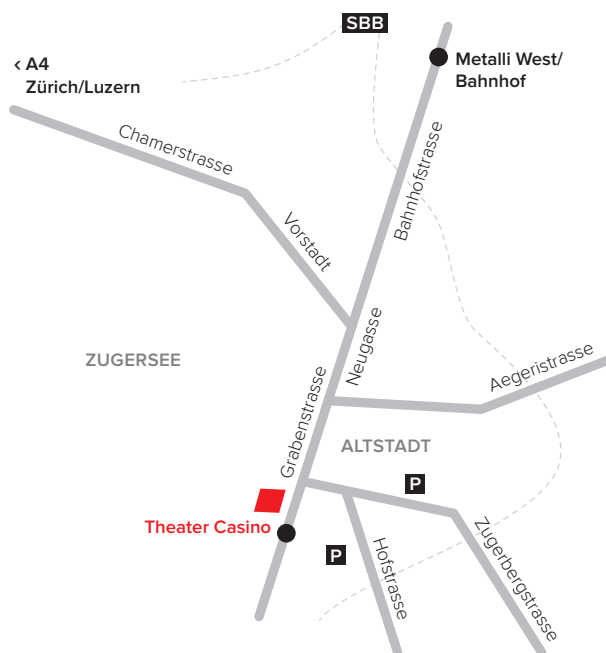 SBB
‹ A4
Zürich/Luzern
Metalli West/
Bahnhof
Chamerstrasse
Bahnhofstrasse
Vorstadt
ZUGERSEE
Neugasse
Aegeristrasse
Grabenstrasse
ALTSTADT
P
Theater Casino
P
Hofstrasse
Zugerbergstrasse